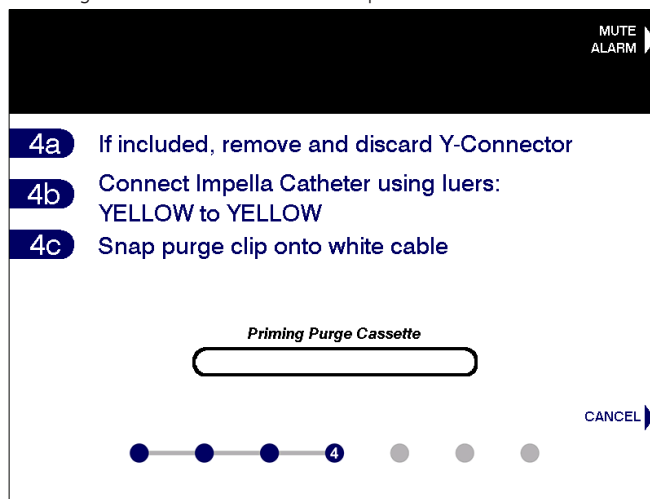 MUTE
ALARM
4a If included, remove and discard Y-Connector
4b Connect Impella Catheter using luers:
YELLOW to YELLOW
4c Snap purge clip onto white cable
Priming Purge Cassette
CANCEL
4